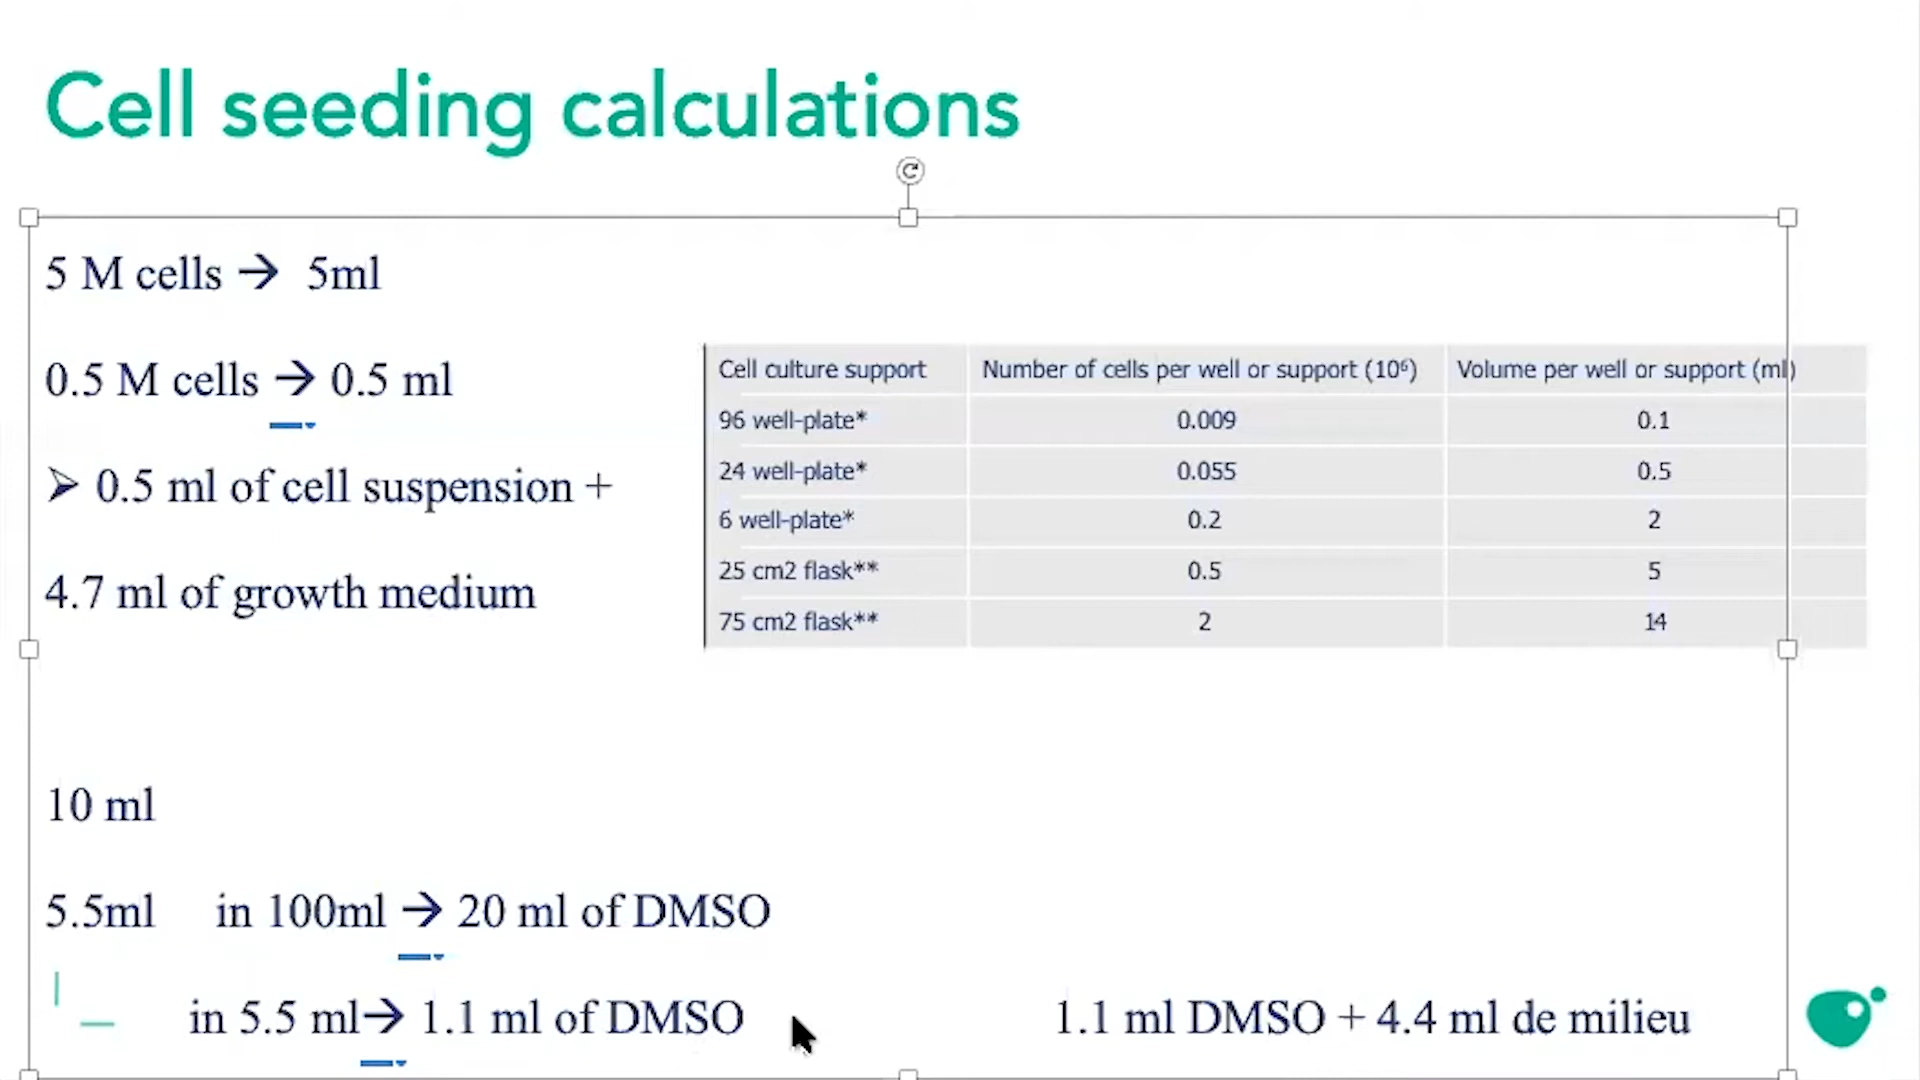 Cell seeding calculations
5 M cells → 5ml
0.5 M cells → 0.5 ml
➢ 0.5 ml of cell suspension +
4.7 ml of growth medium
Cell culture support Number of cells per well or support (10⁶) Volume per well or support (ml)
96 well-plate* 0.009 0.1
24 well-plate* 0.055 0.5
6 well-plate* 0.2 2
25 cm2 flask** 0.5 5
75 cm2 flask** 2 14
10 ml
5.5ml in 100ml → 20 ml of DMSO
in 5.5 ml→ 1.1 ml of DMSO 1.1 ml DMSO + 4.4 ml de milieu